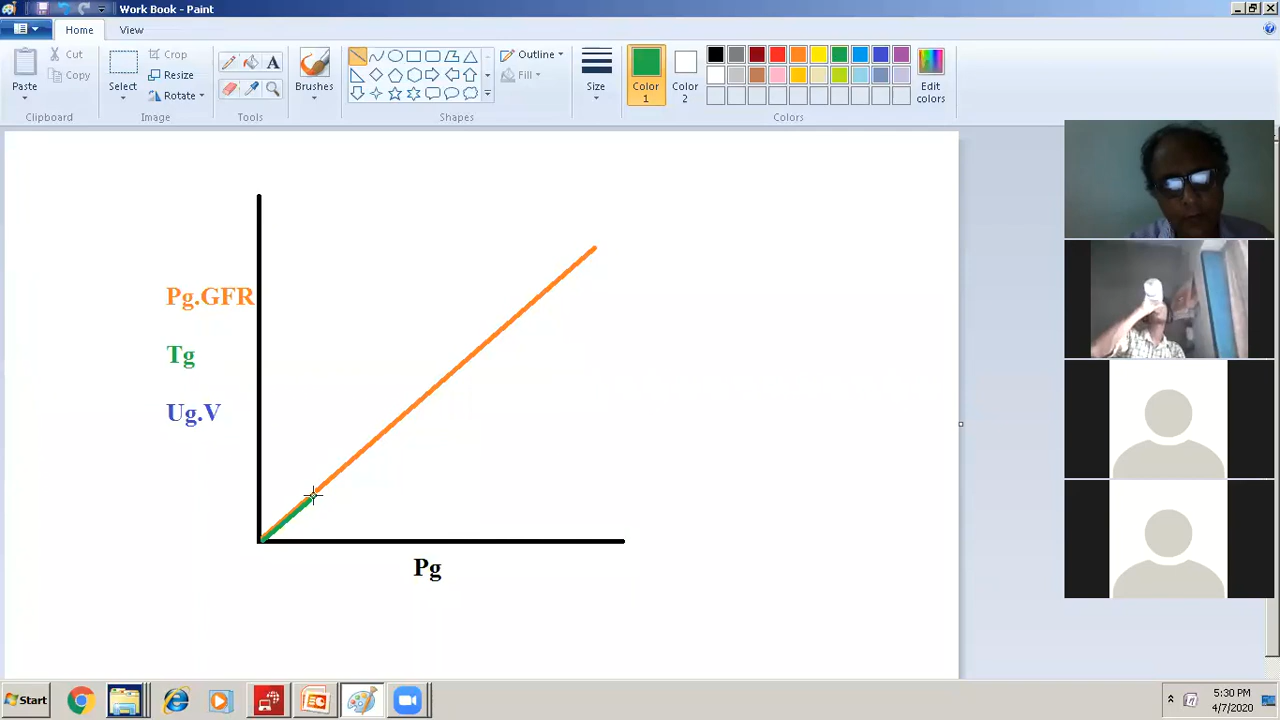 Work Book - Paint
Home View
Paste
Cut
Copy
Clipboard
Select
Crop
Resize
Rotate
Image
A
Tools
Brushes
Outline
Fill
Shapes
Size
Color 1
Color 2
Edit colors
Colors
Pg.GFR
Tg
Ug.V
Pg
Start
5:30 PM
4/7/2020